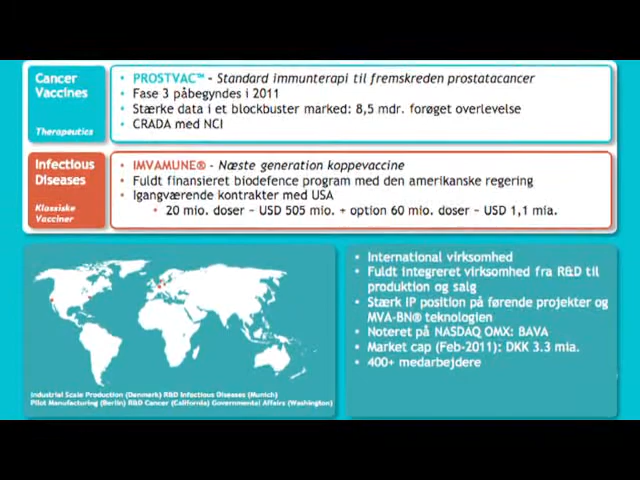 Cancer
Vaccines
Therapeutics
• PROSTVAC™ - Standard immunterapi til fremskreden prostatacancer
• Fase 3 påbegyndes i 2011
• Stærke data i et blockbuster marked: 8,5 mdr. forøget overlevelse
• CRADA med NCI
Infectious
Diseases
Klassiske
Vacciner
• IMVAMUNE® - Næste generation koppevaccine
• Fuldt finansieret biodefence program med den amerikanske regering
• Igangværende kontrakter med USA
• 20 mio. doser – USD 505 mio. + option 60 mio. doser – USD 1,1 mia.
Industrial Scale Production (Denmark) R&D Infectious Diseases (Munich)
Pilot Manufacturing (Berlin) R&D Cancer (California) Governmental Affairs (Washington)
• International virksomhed
• Fuldt integreret virksomhed fra R&D til
produktion og salg
• Stærk IP position på førende projekter og
MVA-BN® teknologien
• Noteret på NASDAQ OMX: BAVA
• Market cap (Feb-2011): DKK 3.3 mia.
• 400+ medarbejdere